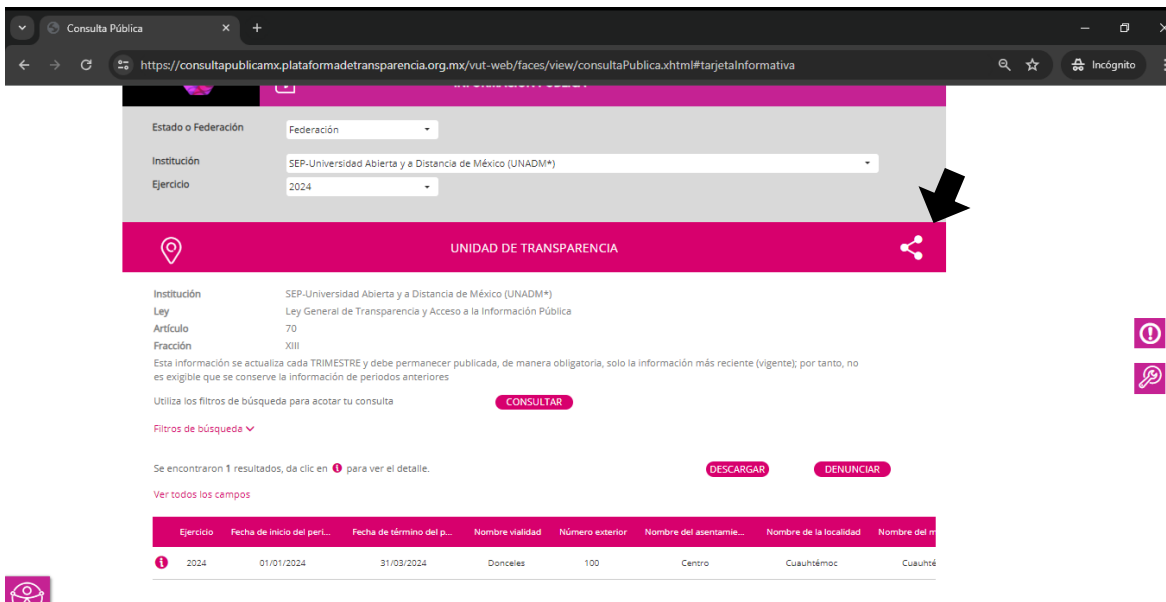 Consulta Pública
https://consultapublicamx.plataformadetransparencia.org.mx/vut-web/faces/view/consultaPublica.xhtml#tarjetaInformativa
Incógnito
Estado o Federación Federación
Institución SEP-Universidad Abierta y a Distancia de México (UNADM*)
Ejercicio 2024
UNIDAD DE TRANSPARENCIA
Institución SEP-Universidad Abierta y a Distancia de México (UNADM*)
Ley Ley General de Transparencia y Acceso a la Información Pública
Artículo 70
Fracción XIII
Esta información se actualiza cada TRIMESTRE y debe permanecer publicada, de manera obligatoria, solo la información más reciente (vigente); por tanto, no
es exigible que se conserve la información de periodos anteriores
Utiliza los filtros de búsqueda para acotar tu consulta CONSULTAR
Filtros de búsqueda
Se encontraron 1 resultados, da clic en para ver el detalle. DESCARGAR DENUNCIAR
Ver todos los campos
Ejercicio Fecha de inicio del peri... Fecha de término del p... Nombre vialidad Número exterior Nombre del asentamie... Nombre de la localidad Nombre del m
2024 01/01/2024 31/03/2024 Donceles 100 Centro Cuauhtémoc Cuauhté